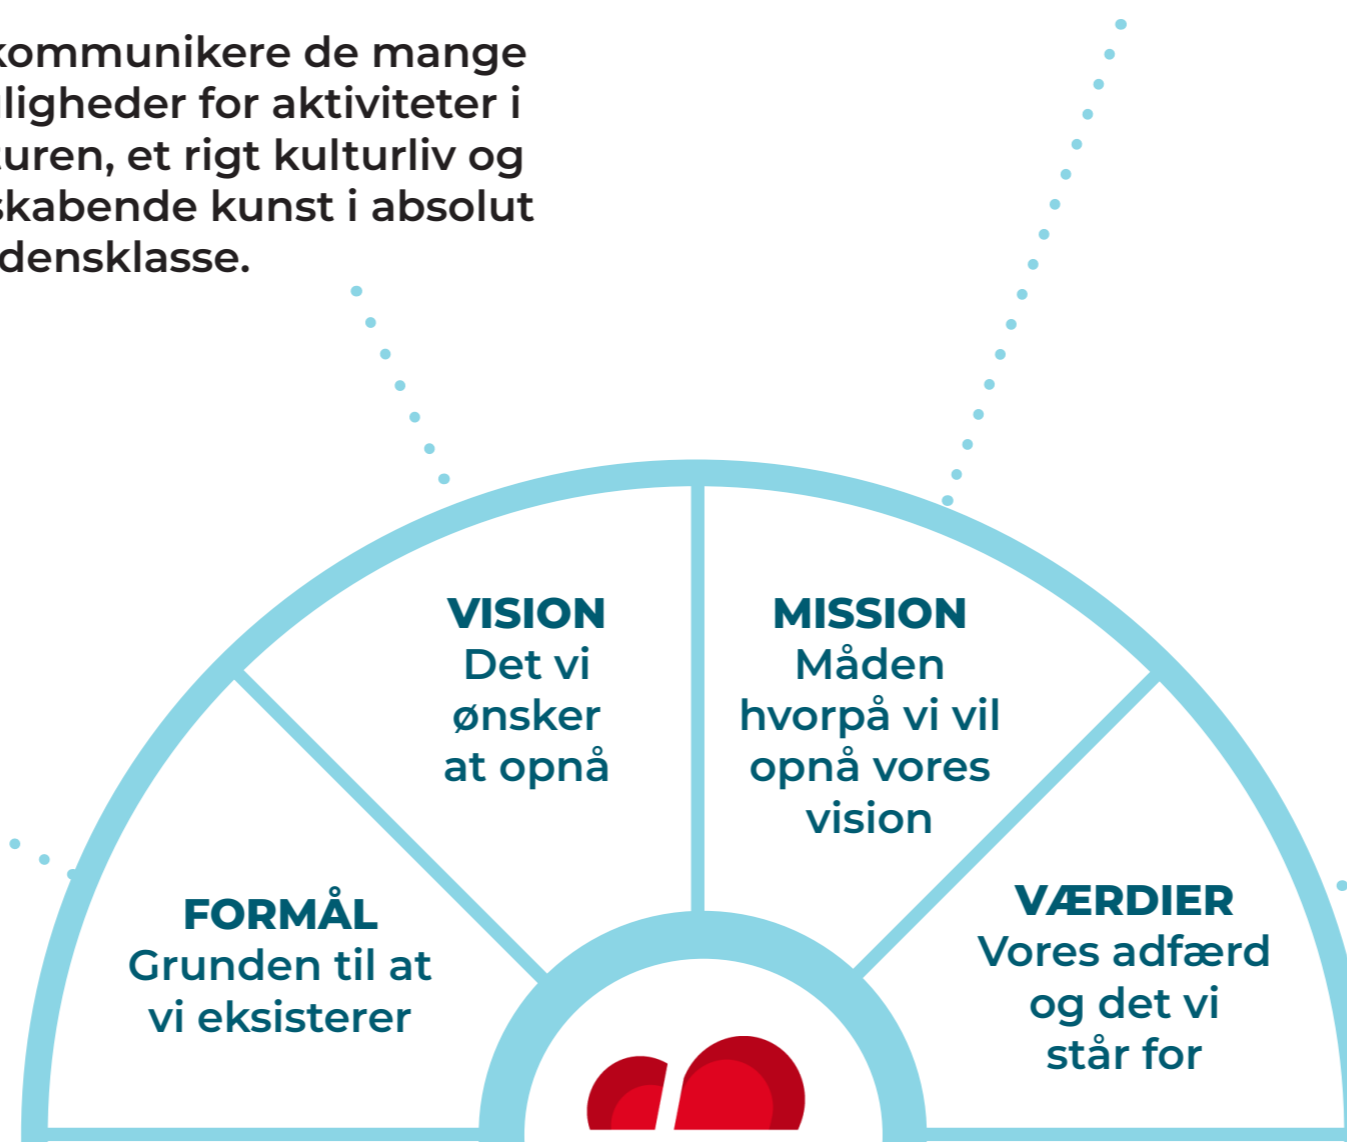 kommunikere de mange
ligheder for aktiviteter i
turen, et rigt kulturliv og
skabende kunst i absolut
densklasse.
VISION
Det vi
ønsker
at opnå
MISSION
Måden
hvorpå vi vil
opnå vores
vision
FORMÅL
Grunden til at
vi eksisterer
VÆRDIER
Vores adfærd
og det vi
står for